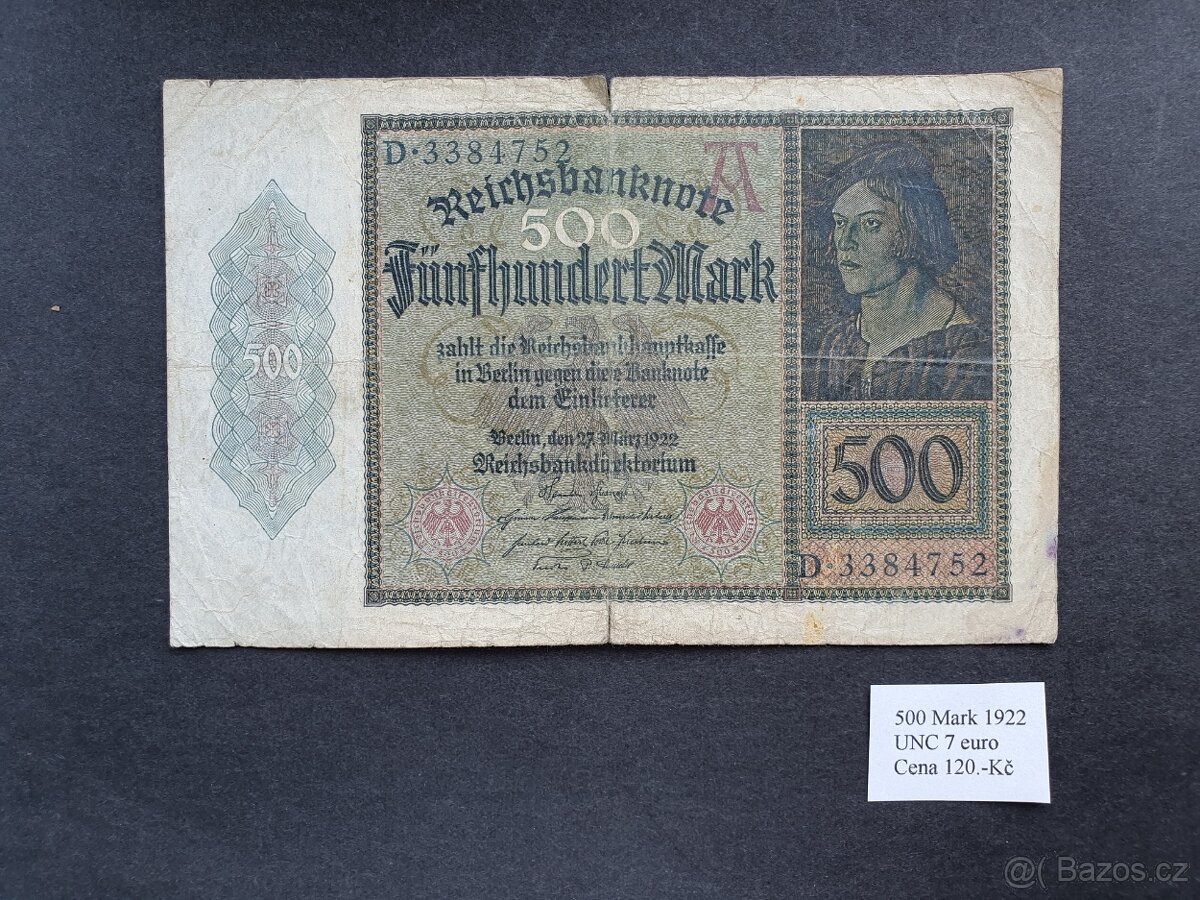 D·3384752
A
Reichsbanknote
500
Fünfhundert Mark
zahlt die Reichsbankhauptkasse
in Berlin gegen diese Banknote
dem Einlieferer
Berlin, den 27. März 1922
Reichsbankdirektorium
500
500
D·3384752
500 Mark 1922
UNC 7 euro
Cena 120.-Kč
@( Bazos.cz